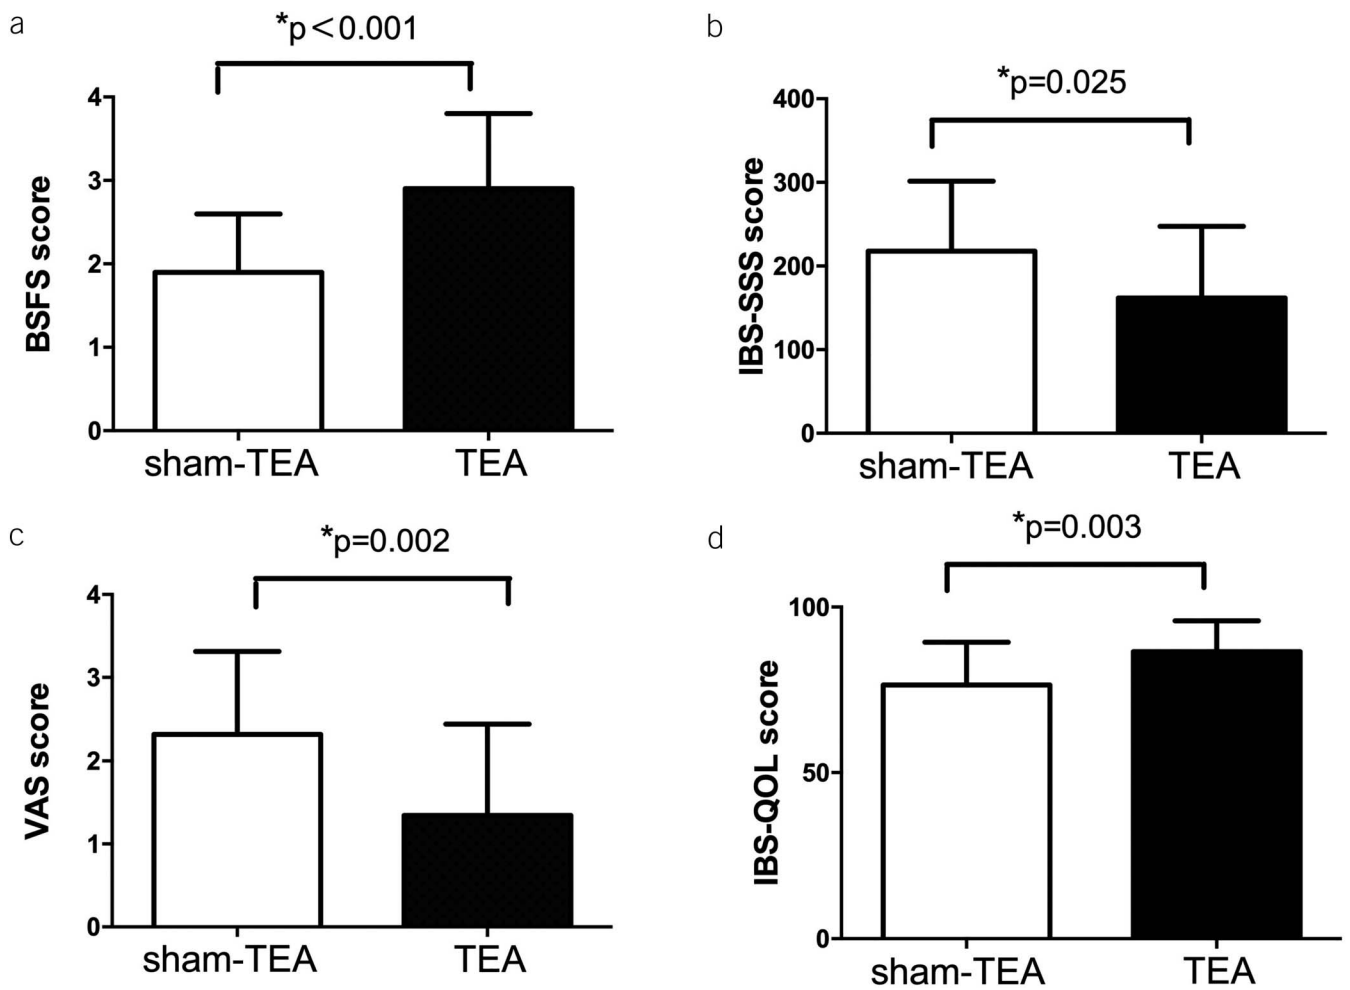 a
*p<0.001
BSFS score
4
3
2
1
0
sham-TEA
TEA
b
*p=0.025
IBS-SSS score
400
300
200
100
0
sham-TEA
TEA
c
*p=0.002
VAS score
4
3
2
1
0
sham-TEA
TEA
d
*p=0.003
IBS-QOL score
100
50
0
sham-TEA
TEA